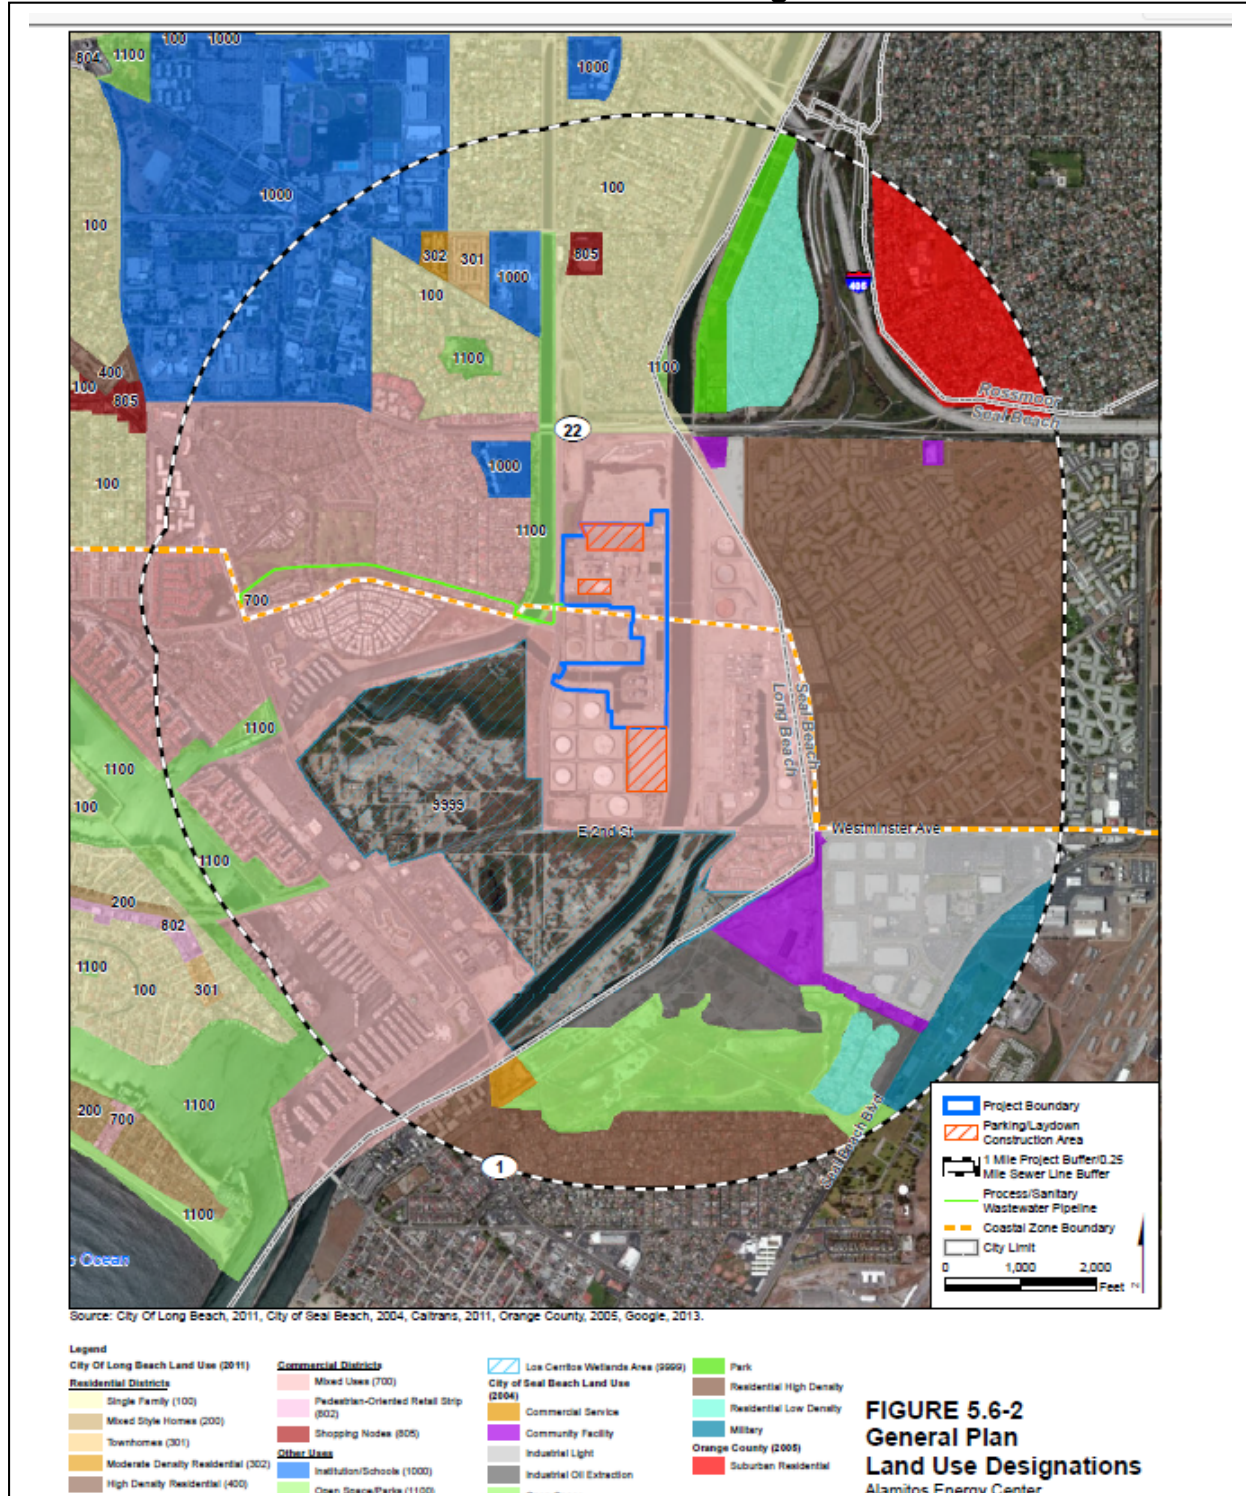 804
1100
100
1000
1000
1000
100
100
302
301
1000
805
100
1100
1100
400
100
805
405
Rossmoor
Seal Beach
22
1000
100
1100
700
Seal Beach
Long Beach
1100
1100
100
9999
E 2nd St
Westminster Ave
1100
200
802
1100
100
301
1100
200
700
1
1100
Seal Beach Blvd
Ocean
Project Boundary
Parking/Laydown
Construction Area
1 Mile Project Buffer/0.25
Mile Sewer Line Buffer
Process/Sanitary
Wastewater Pipeline
Coastal Zone Boundary
City Limit
0 1,000 2,000
Feet
Source: City Of Long Beach, 2011, City of Seal Beach, 2004, Caltrans, 2011, Orange County, 2005, Google, 2013.
Legend
City Of Long Beach Land Use (2011)
Residential Districts
Single Family (100)
Mixed Style Homes (200)
Townhomes (301)
Moderate Density Residential (302)
High Density Residential (400)
Commercial Districts
Mixed Uses (700)
Pedestrian-Oriented Retail Strip
(802)
Shopping Nodes (805)
Other Uses
Institution/Schools (1000)
Open Space/Parks (1100)
Los Cerritos Wetlands Area (9999)
City of Seal Beach Land Use
(2004)
Commercial Service
Community Facility
Industrial Light
Industrial Oil Extraction
Park
Residential High Density
Residential Low Density
Military
Orange County (2005)
Suburban Residential
FIGURE 5.6-2
General Plan
Land Use Designations
Alamitos Energy Center